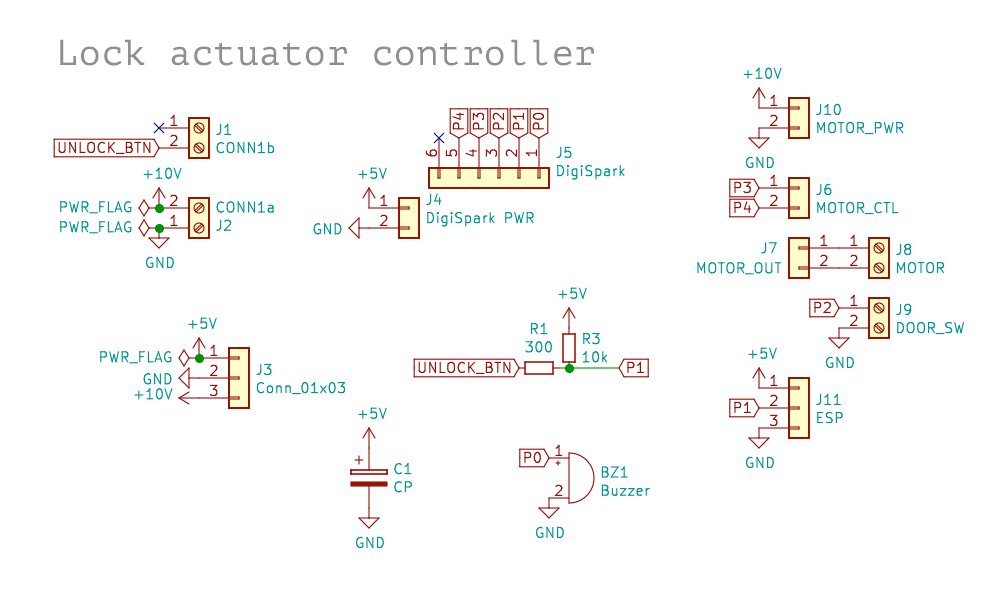 Lock actuator controller
1
2
UNLOCK_BTN
J1
CONN1b
+10V
PWR_FLAG
2
CONN1a
PWR_FLAG
1
J2
GND
P4
P3
P2
P1
P0
6
5
4
3
2
1
J5
DigiSpark
+5V
1
J4
GND
2
DigiSpark PWR
+10V
1
J10
2
MOTOR_PWR
GND
P3
1
J6
P4
2
MOTOR_CTL
J7
1
1
J8
MOTOR_OUT
2
2
MOTOR
P2
1
J9
2
DOOR_SW
GND
+5V
PWR_FLAG
1
GND
2
J3
+10V
3
Conn_01x03
+5V
R1
R3
300
10k
UNLOCK_BTN
P1
+5V
1
P1
2
J11
3
ESP
GND
+5V
+
C1
CP
GND
P0
1
+
BZ1
2
Buzzer
GND